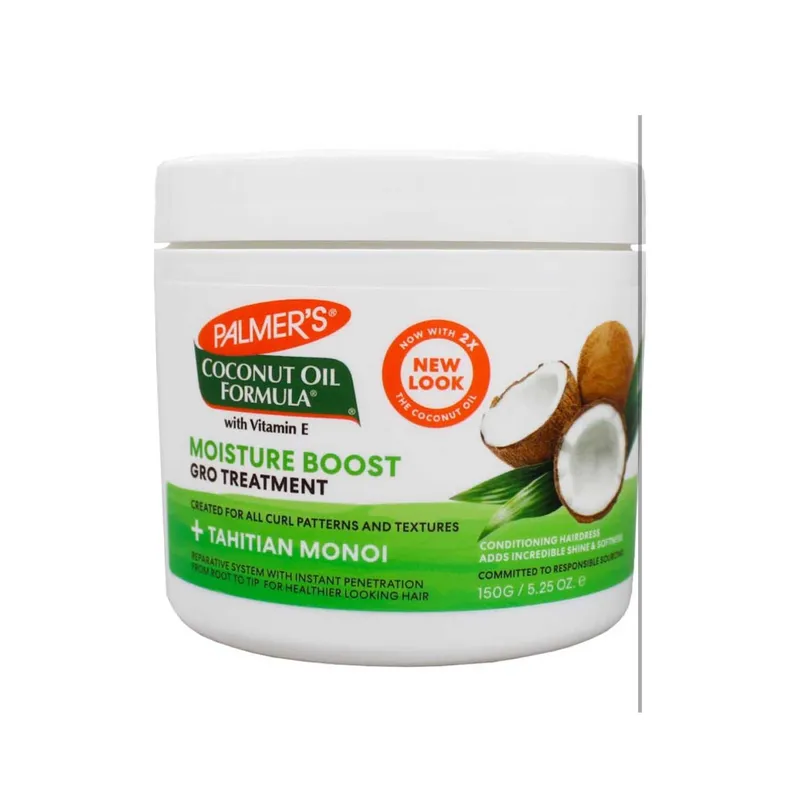 PALMER'S®
COCONUT OIL
FORMULA®
®
with Vitamin E
NOW WITH 2X
NEW
LOOK
THE COCONUT OIL
MOISTURE BOOST
GRO TREATMENT
CREATED FOR ALL CURL PATTERNS AND TEXTURES
+ TAHITIAN MONOI
REPARATIVE SYSTEM WITH INSTANT PENETRATION
FROM ROOT TO TIP FOR HEALTHIER LOOKING HAIR
CONDITIONING HAIRDRESS
ADDS INCREDIBLE SHINE & SOFTNESS
COMMITTED TO RESPONSIBLE SOURCING
150G / 5.25 OZ. ℮